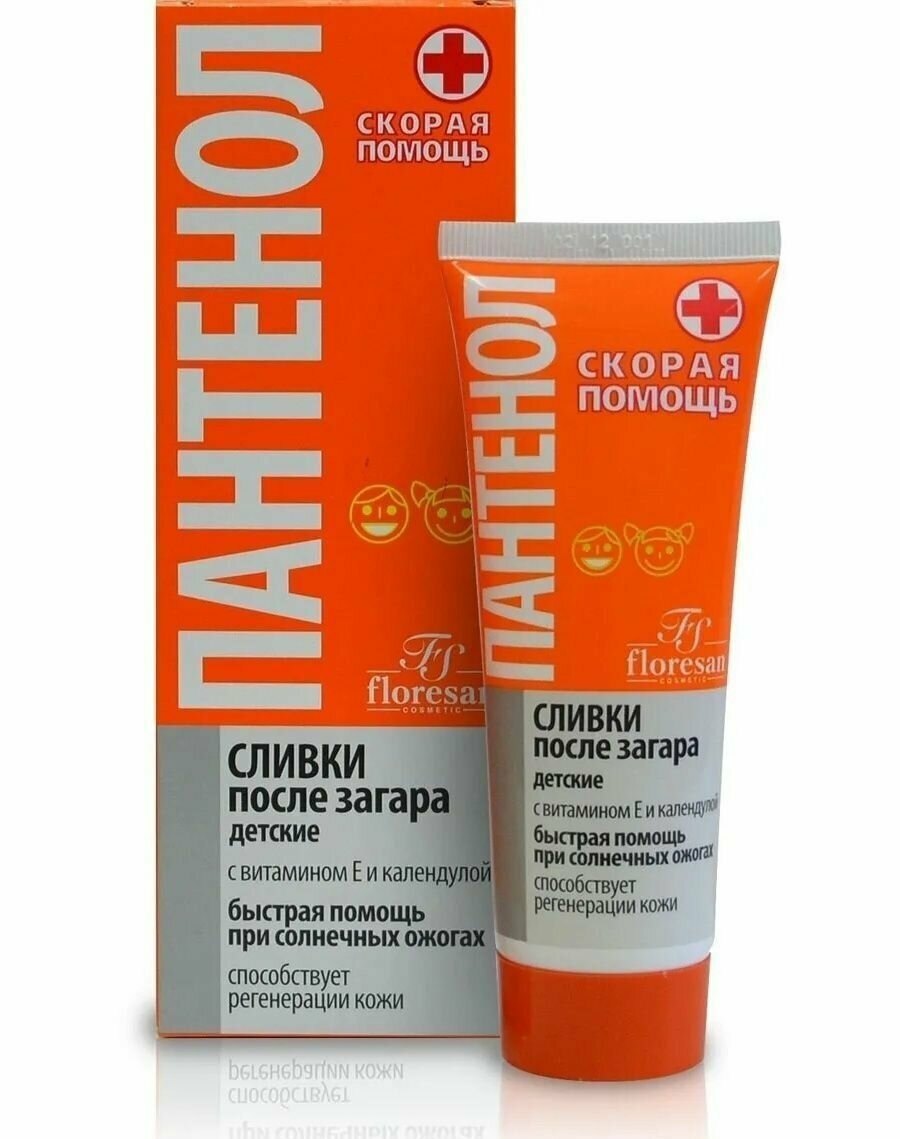 ПАНТЕНОЛ
СКОРАЯ
ПОМОЩЬ
FS
floresan
COSMETIC
СЛИВКИ
после загара
детские
с витамином Е и календулой
быстрая помощь
при солнечных ожогах
способствует
регенерации кожи
ПАНТЕНОЛ
СКОРАЯ
ПОМОЩЬ
FS
floresan
COSMETIC
СЛИВКИ
после загара
детские
с витамином Е и календулой
быстрая помощь
при солнечных ожогах
способствует
регенерации кожи